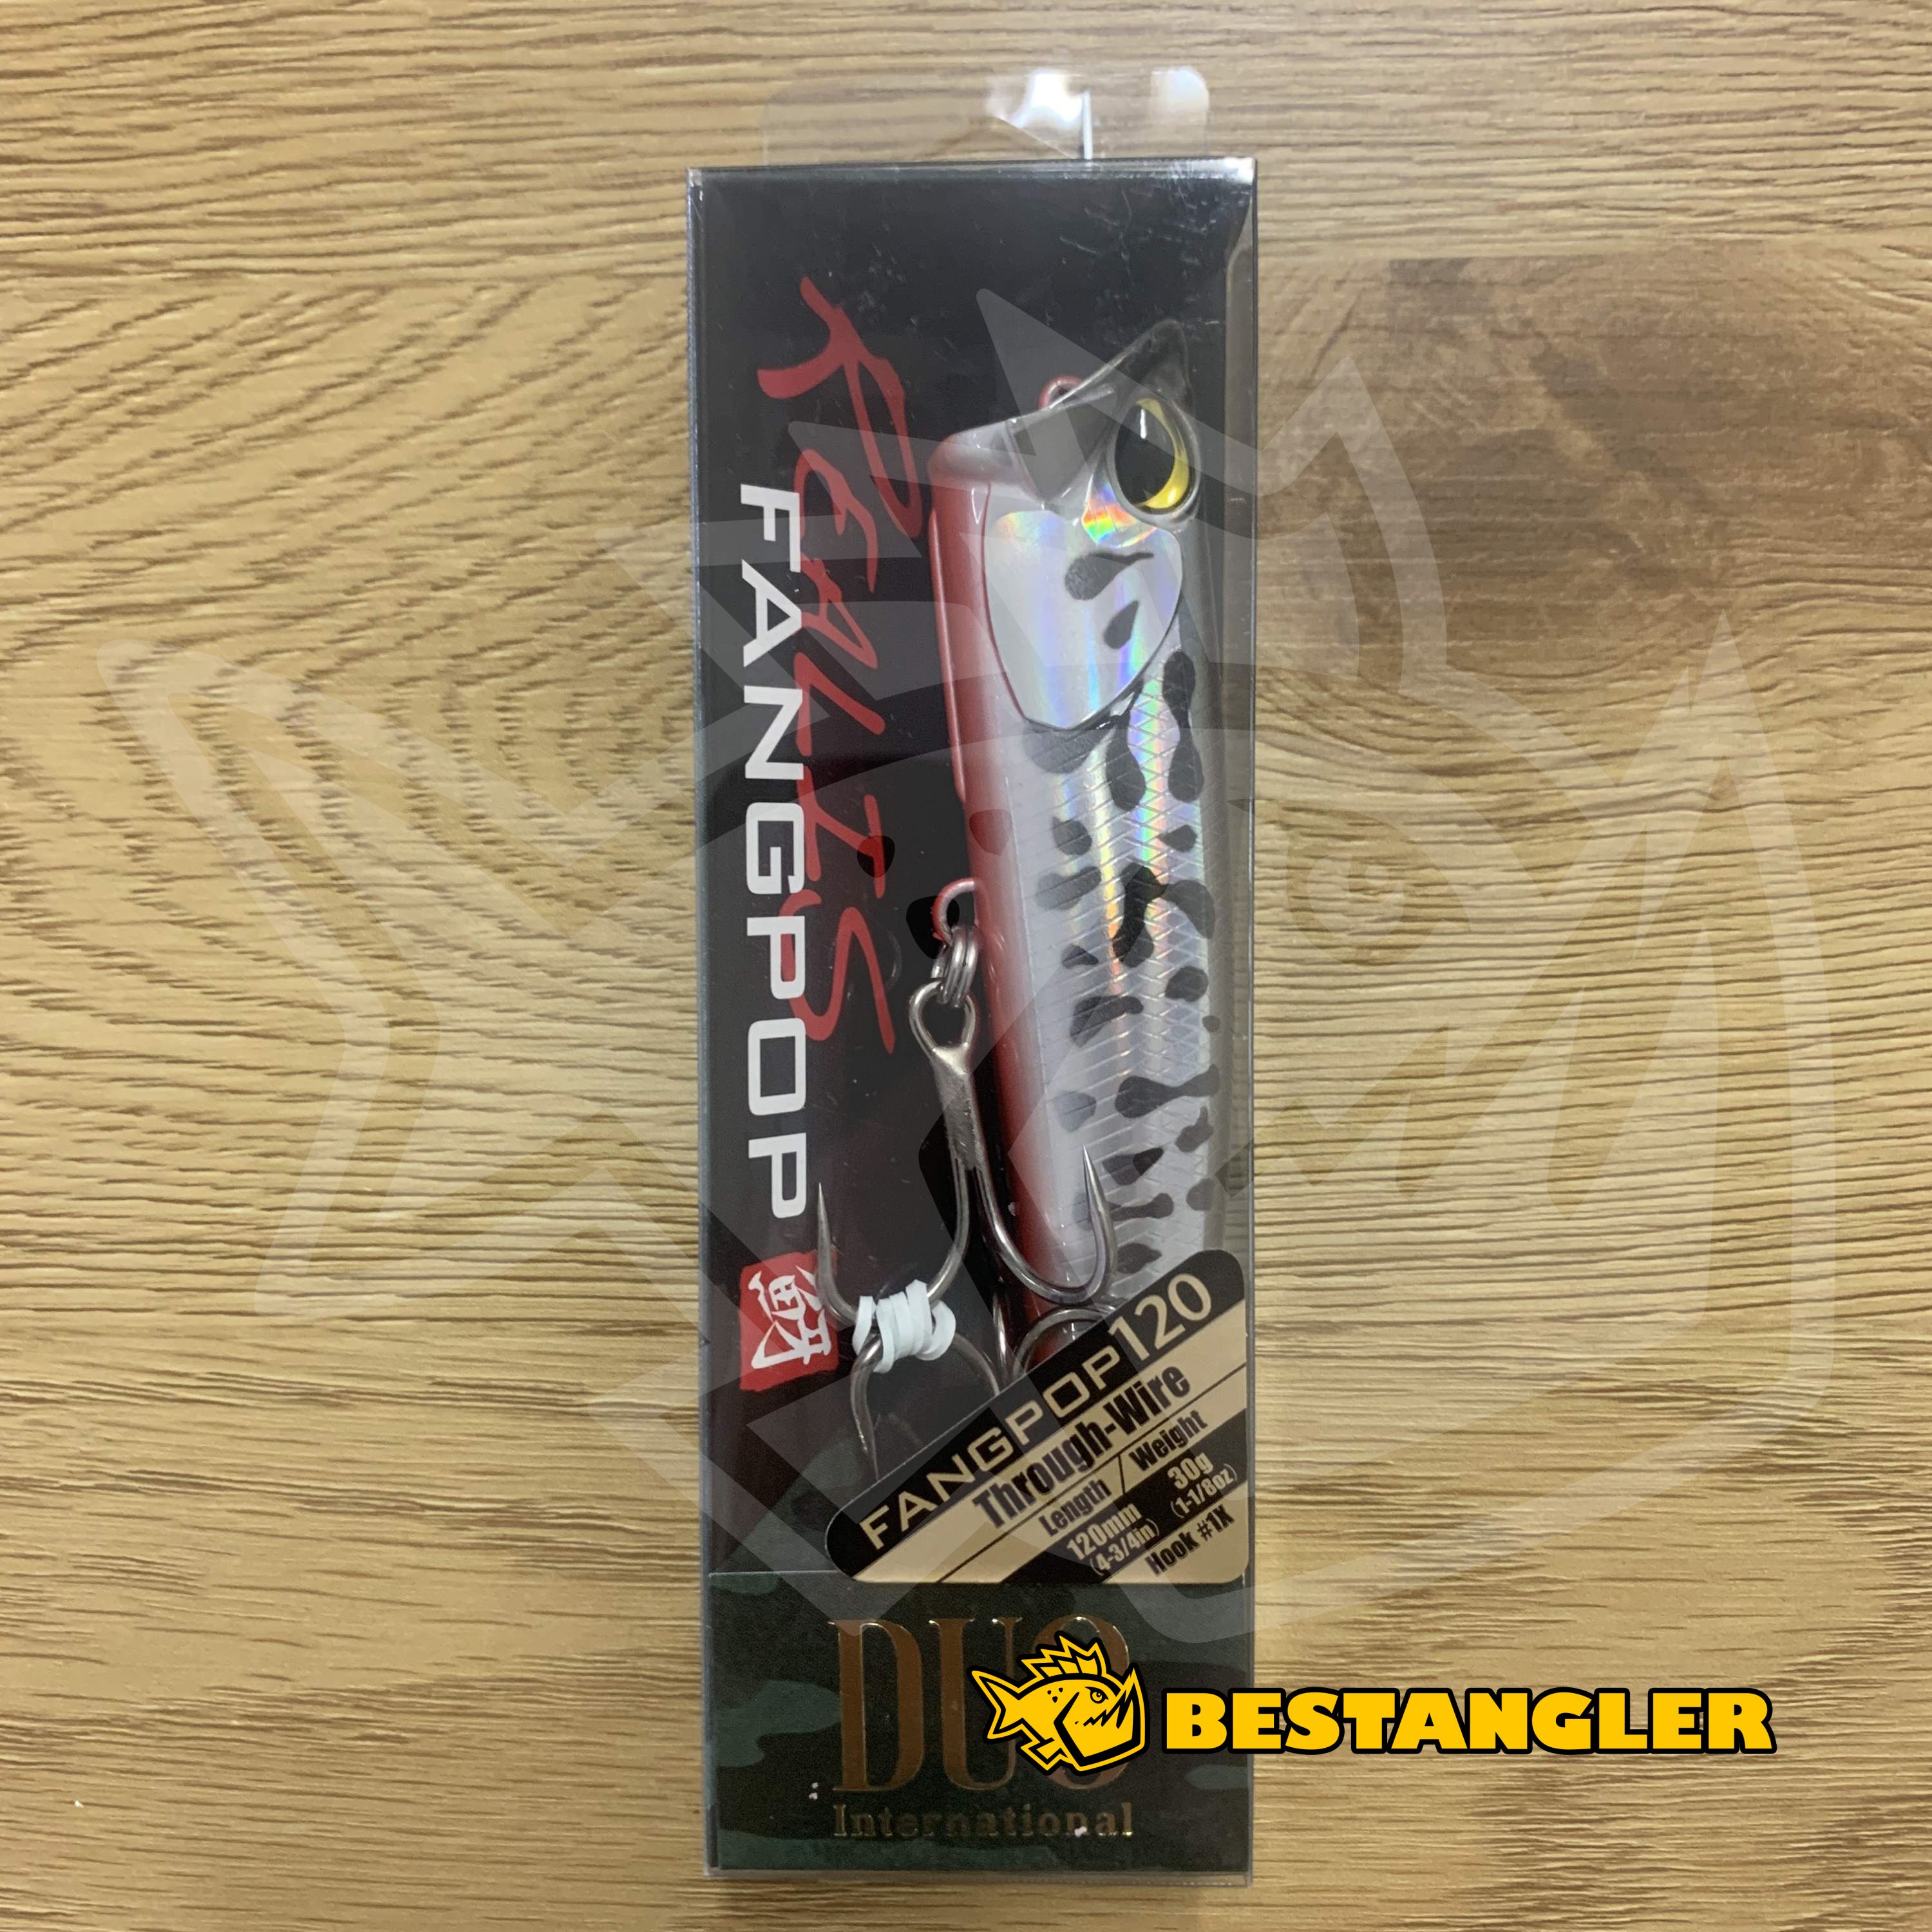 REALIS
FANGPOP
FANGPOP120
Through-Wire
Length / Weight
120mm 30g
(4-3/4in) (1-1/8oz)
Hook #1X
DUO
International
BESTANGLER